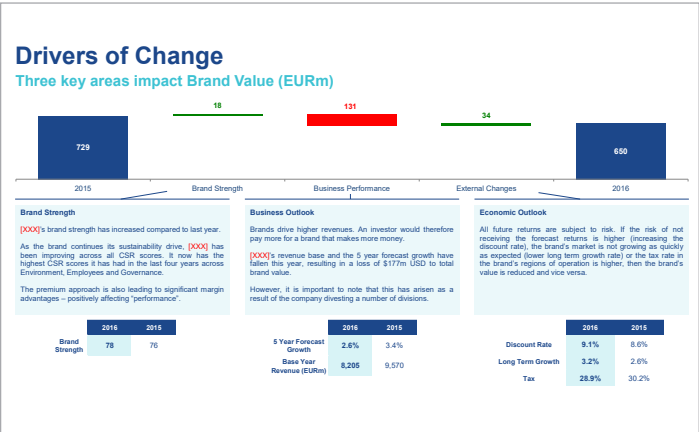 Drivers of Change
Three key areas impact Brand Value (EURm)
18
131
34
729
650
2015
Brand Strength
Business Performance
External Changes
2016
Brand Strength
[XXX]'s brand strength has increased compared to last year.
As the brand continues its sustainability drive, [XXX] has
been improving across all CSR scores. It now has the
highest CSR scores it has had in the last four years across
Environment, Employees and Governance.
The premium approach is also leading to significant margin
advantages – positively affecting "performance".
2016 2015
Brand
Strength
78 76
Business Outlook
Brands drive higher revenues. An investor would therefore
pay more for a brand that makes more money.
[XXX]'s revenue base and the 5 year forecast growth have
fallen this year, resulting in a loss of $177m USD to total
brand value.
However, it is important to note that this has arisen as a
result of the company divesting a number of divisions.
2016 2015
5 Year Forecast
Growth
2.6% 3.4%
Base Year
Revenue (EURm)
8,205 9,570
Economic Outlook
All future returns are subject to risk. If the risk of not
receiving the forecast returns is higher (increasing the
discount rate), the brand's market is not growing as quickly
as expected (lower long term growth rate) or the tax rate in
the brand's regions of operation is higher, then the brand's
value is reduced and vice versa.
2016 2015
Discount Rate 9.1% 8.6%
Long Term Growth 3.2% 2.6%
Tax 28.9% 30.2%